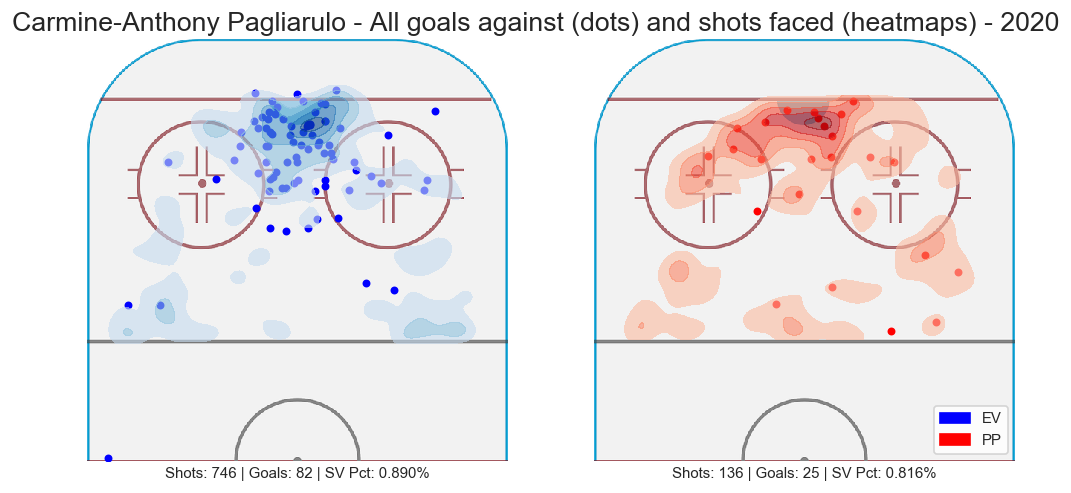 Carmine-Anthony Pagliarulo - All goals against (dots) and shots faced (heatmaps) - 2020
EV
PP
Shots: 746 | Goals: 82 | SV Pct: 0.890%
Shots: 136 | Goals: 25 | SV Pct: 0.816%